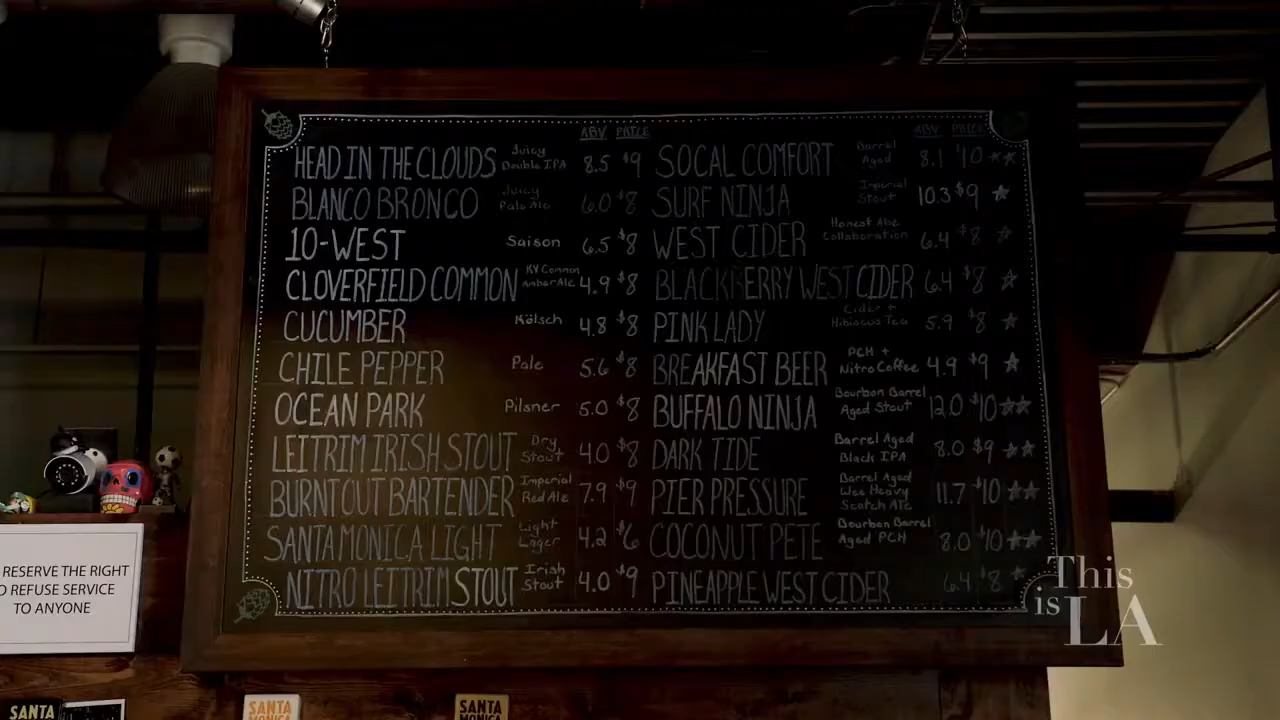 ABV PRICE
HEAD IN THE CLOUDS Juicy Double IPA 8.5 $9
BLANCO BRONCO Juicy Pale Ale 6.0 $8
10-WEST Saison 6.5 $8
CLOVERFIELD COMMON KY Common Amber Ale 4.9 $8
CUCUMBER Kölsch 4.8 $8
CHILE PEPPER Pale 5.6 $8
OCEAN PARK Pilsner 5.0 $8
LEITRIM IRISH STOUT Dry Stout 4.0 $8
BURNT OUT BARTENDER Imperial Red Ale 7.9 $9
SANTA MONICA LIGHT Light Lager 4.2 $6
NITRO LEITRIM STOUT Irish Stout 4.0 $9
ABV PRICE
SOCAL COMFORT Barrel Aged 8.1 $10 ★★
SURF NINJA Imperial Stout 10.3 $9 ★
WEST CIDER Honest Abe Collaboration 6.4 $8 ★
BLACKBERRY WEST CIDER 6.4 $8 ★
PINK LADY Cider + Hibiscus Tea 5.9 $8 ★
BREAKFAST BEER PCH + Nitro Coffee 4.9 $9 ★
BUFFALO NINJA Bourbon Barrel Aged Stout 12.0 $10 ★★
DARK TIDE Barrel Aged Black IPA 8.0 $9 ★★
PIER PRESSURE Barrel Aged Wee Heavy Scotch Ale 11.7 $10 ★★
COCONUT PETE Bourbon Barrel Aged PCH 8.0 $10 ★★
PINEAPPLE WEST CIDER 6.4 $8 ★
RESERVE THE RIGHT
O REFUSE SERVICE
TO ANYONE
This
is LA
SANTA
SANTA
MONICA
SANTA
MONICA